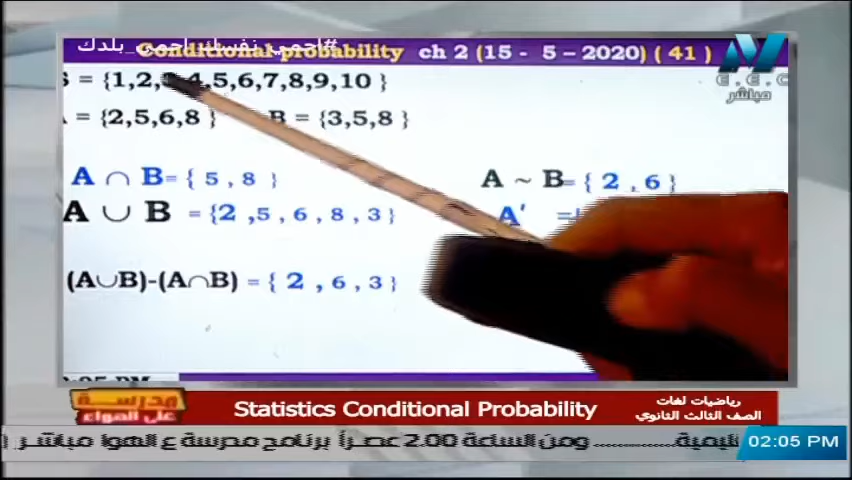 #احمي_نفسك_احمي_بلدك
Conditional probability ch 2 (15 - 5 - 2020) ( 41 )
E.E.C
مباشر
= {1,2, 4,5,6,7,8,9,10 }
= {2,5,6,8 } B = {3,5,8 }
A ∩ B= { 5 , 8 } A ~ B= { 2 , 6 }
A ∪ B = {2 ,5 , 6 , 8 , 3 } A' =
(A∪B)-(A∩B) = { 2 , 6 , 3 }
PM
مدرسة على الهواء
Statistics Conditional Probability
رياضيات لغات
الصف الثالث الثانوي
ومن الساعة 2.00 عصراً برنامج مدرسة ع الهوا مباشر
02:05 PM